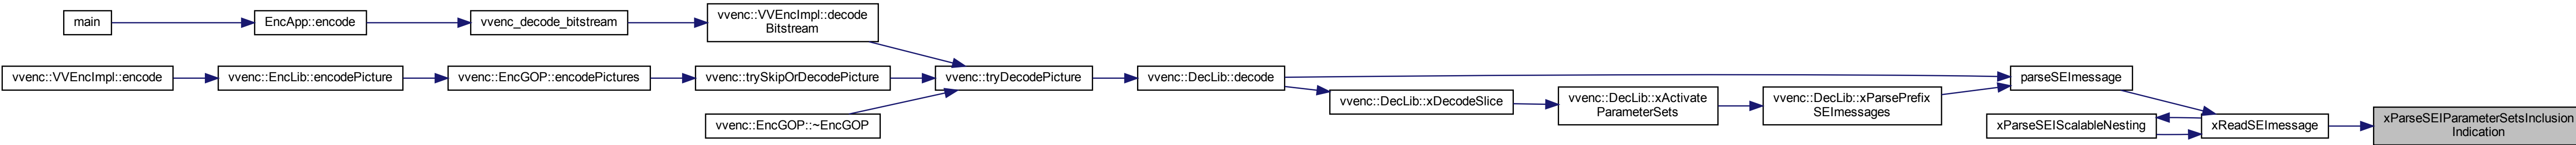 main
EncApp::encode
vvenc_decode_bitstream
vvenc::VVEncImpl::decode
Bitstream
vvenc::VVEncImpl::encode
vvenc::EncLib::encodePicture
vvenc::EncGOP::encodePictures
vvenc::trySkipOrDecodePicture
vvenc::EncGOP::~EncGOP
vvenc::tryDecodePicture
vvenc::DecLib::decode
vvenc::DecLib::xDecodeSlice
vvenc::DecLib::xActivate
ParameterSets
vvenc::DecLib::xParsePrefix
SEImessages
parseSEImessage
xParseSEIScalableNesting
xReadSEImessage
xParseSEIParameterSetsInclusion
Indication